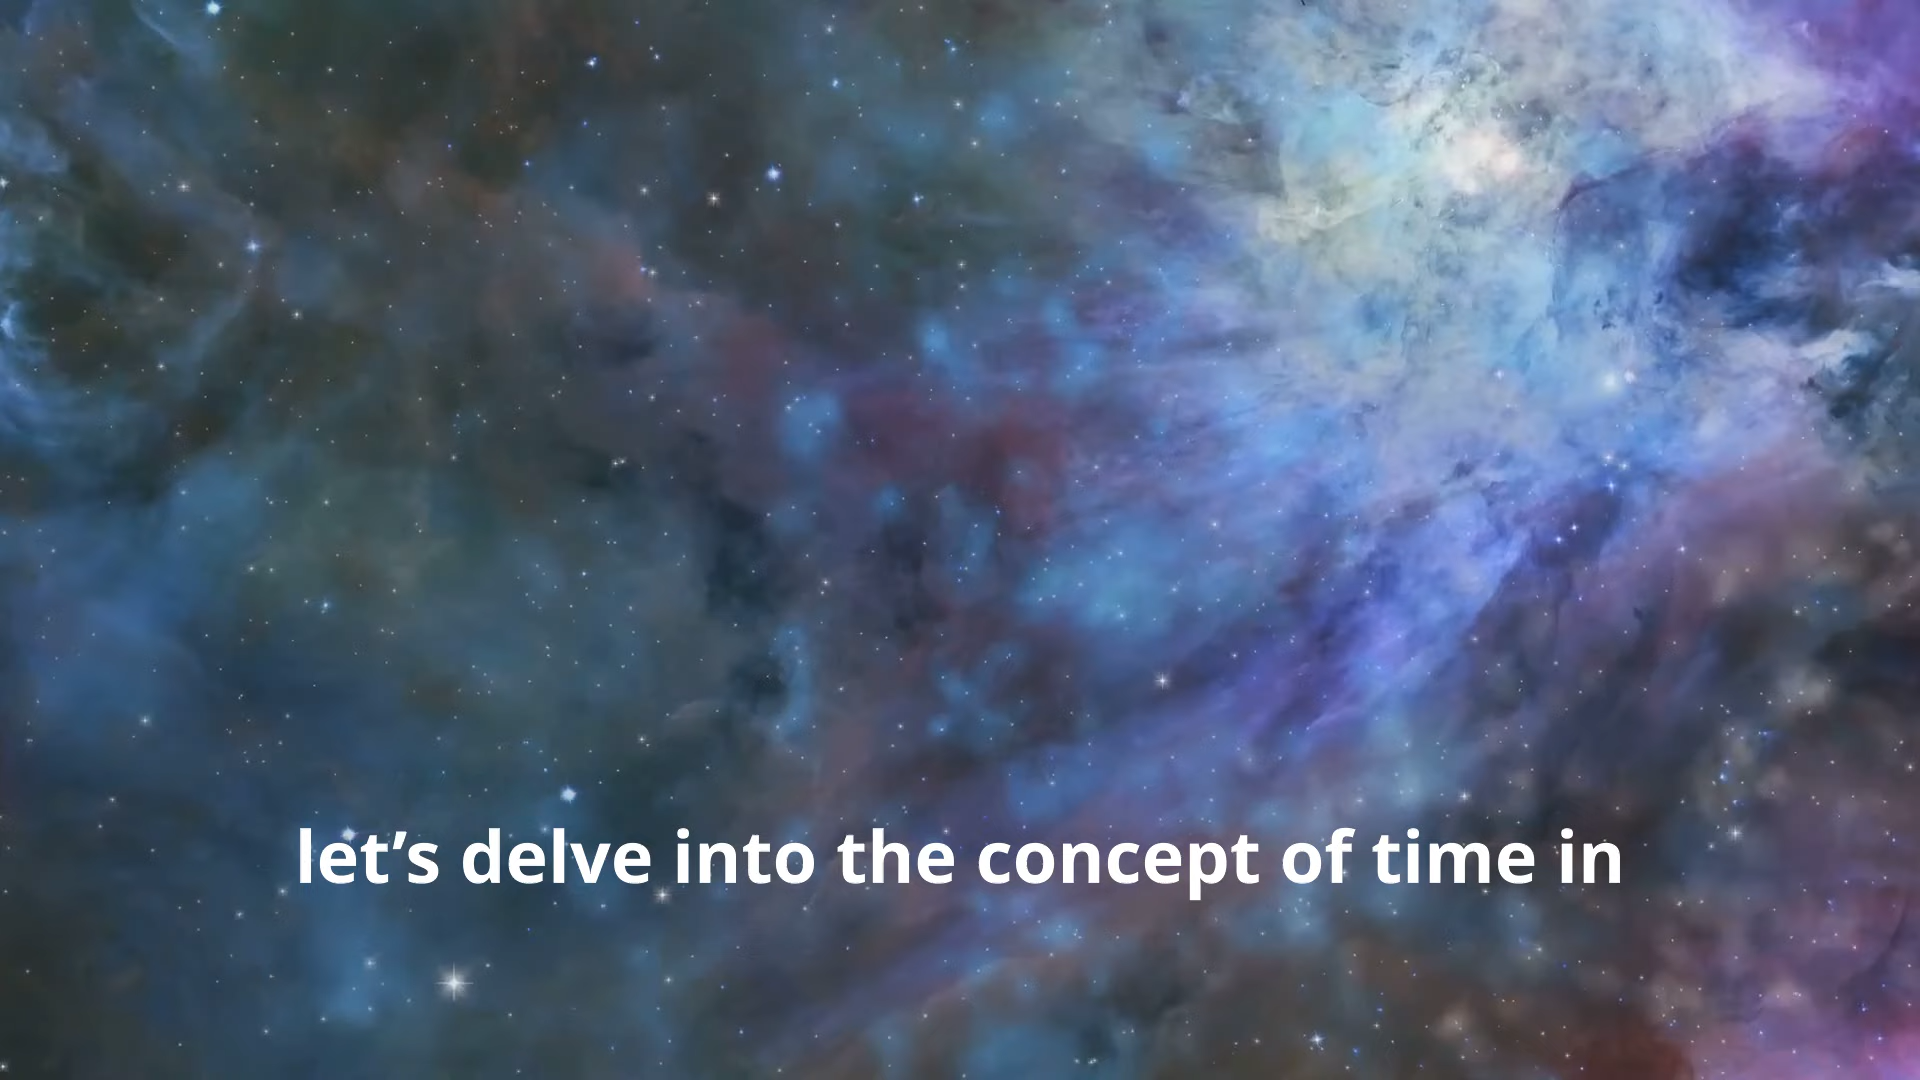 let’s delve into the concept of time in